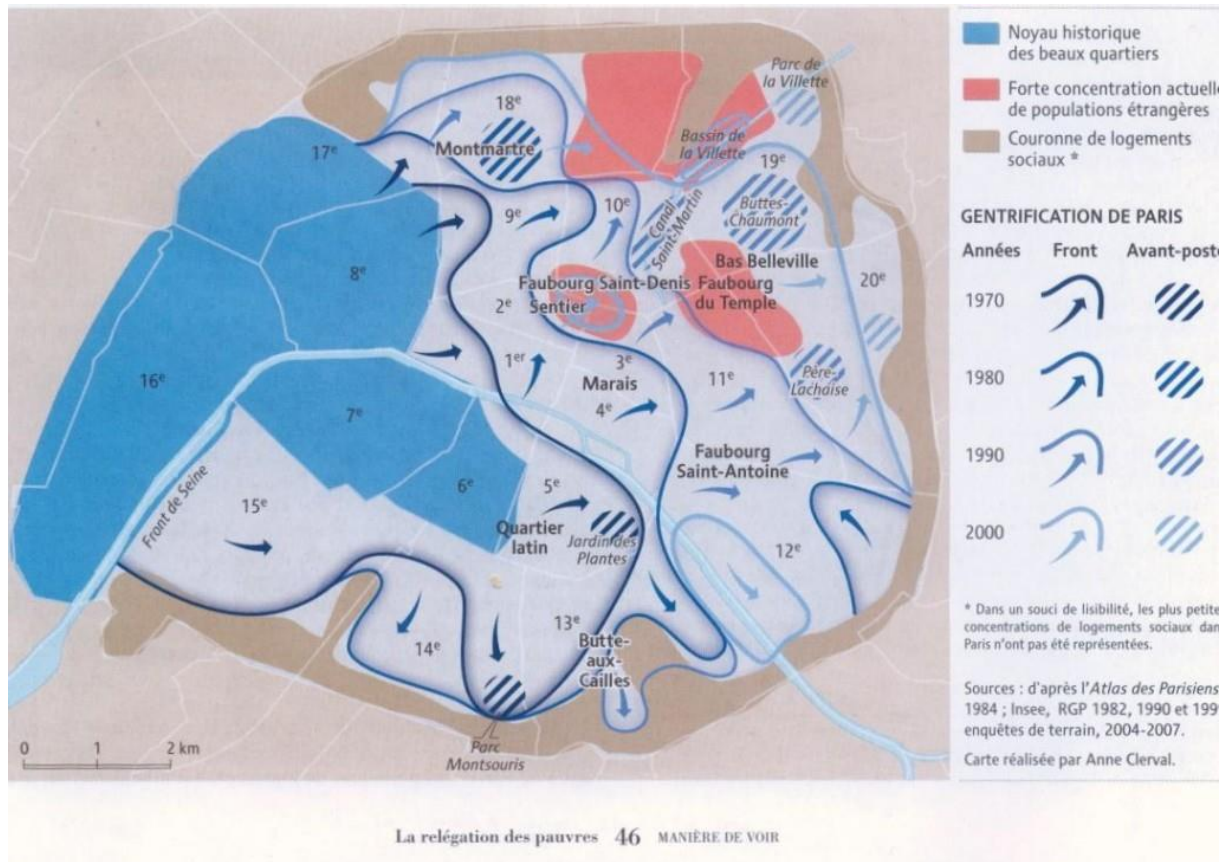 Noyau historique
des beaux quartiers
Forte concentration actuelle
de populations étrangères
Couronne de logements
sociaux *
GENTRIFICATION DE PARIS
Années Front Avant-poste
1970
1980
1990
2000
* Dans un souci de lisibilité, les plus petite
concentrations de logements sociaux dan
Paris n'ont pas été représentées.
Sources : d'après l'Atlas des Parisiens
1984 ; Insee, RGP 1982, 1990 et 199
enquêtes de terrain, 2004-2007.
Carte réalisée par Anne Clerval.
Parc de
la Villette
18e
Bassin de
la Villette
17e
Montmartre
19e
Buttes-
Chaumont
9e
10e
Canal
Saint-Martin
Bas Belleville
8e
Faubourg Saint-Denis
Faubourg
du Temple
20e
2e
Sentier
16e
1er
3e
Marais
4e
11e
Père-
Lachaise
7e
Faubourg
Saint-Antoine
6e
5e
Front de Seine
15e
Quartier
latin
Jardin des
Plantes
12e
13e
14e
Butte-
aux-
Cailles
Parc
Montsouris
0 1 2 km
La relégation des pauvres 46 MANIÈRE DE VOIR